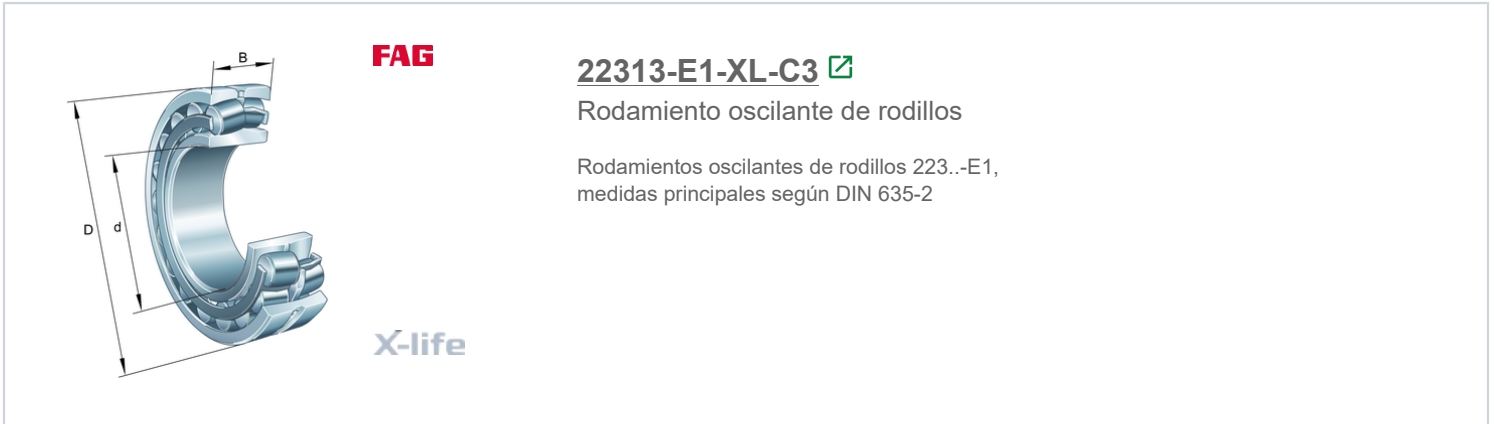 B
FAG
22313-E1-XL-C3
Rodamiento oscilante de rodillos
Rodamientos oscilantes de rodillos 223..-E1,
medidas principales según DIN 635-2
D
d
X-life